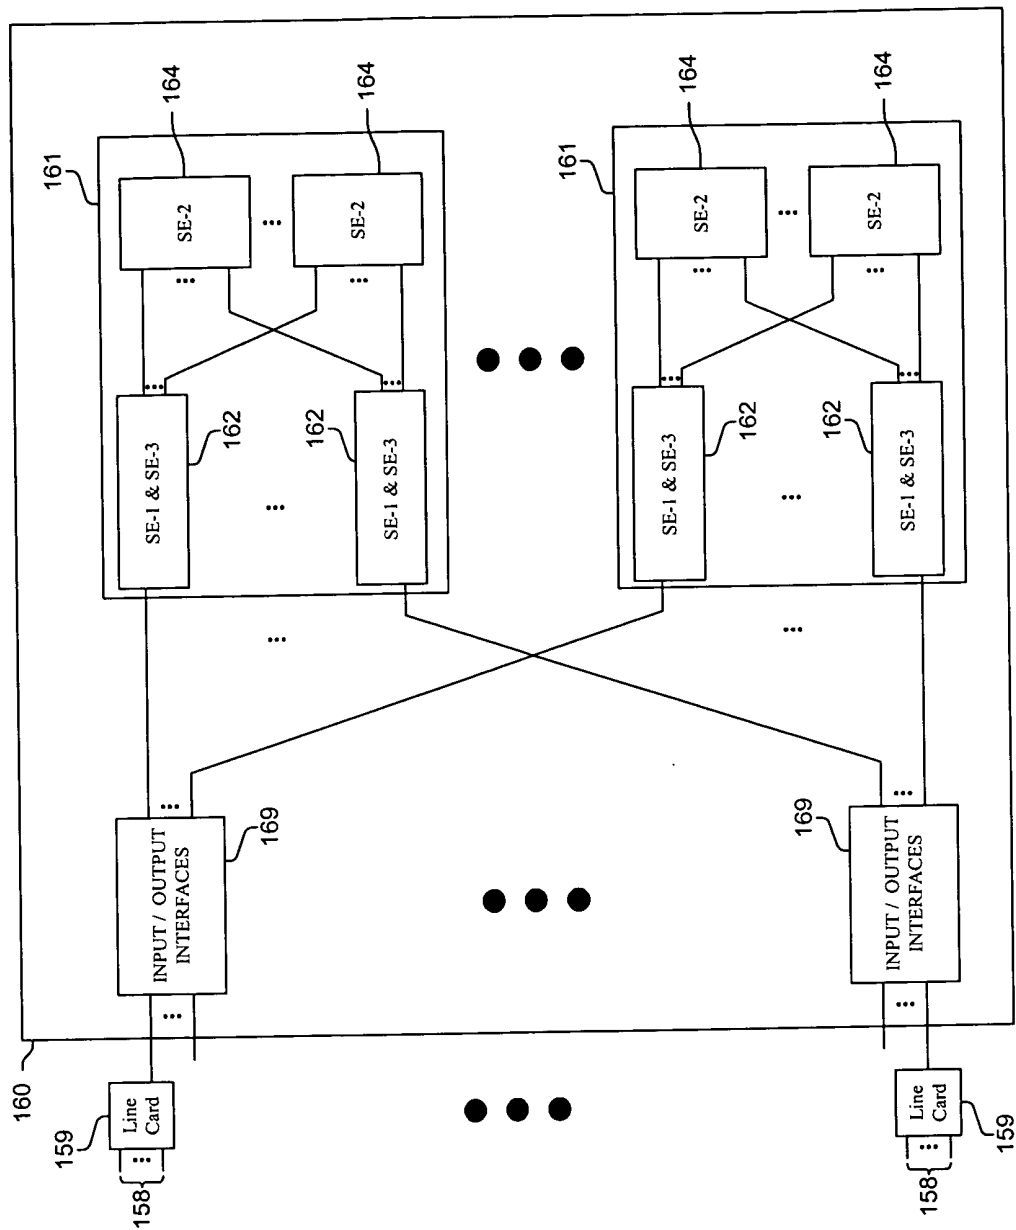 160
158
159
Line
Card
INPUT / OUTPUT
INTERFACES
169
161
SE-1 & SE-3
162
SE-2
164
SE-1 & SE-3
162
SE-2
164
161
SE-1 & SE-3
162
SE-2
164
SE-1 & SE-3
162
SE-2
164
INPUT / OUTPUT
INTERFACES
169
Line
Card
159
158